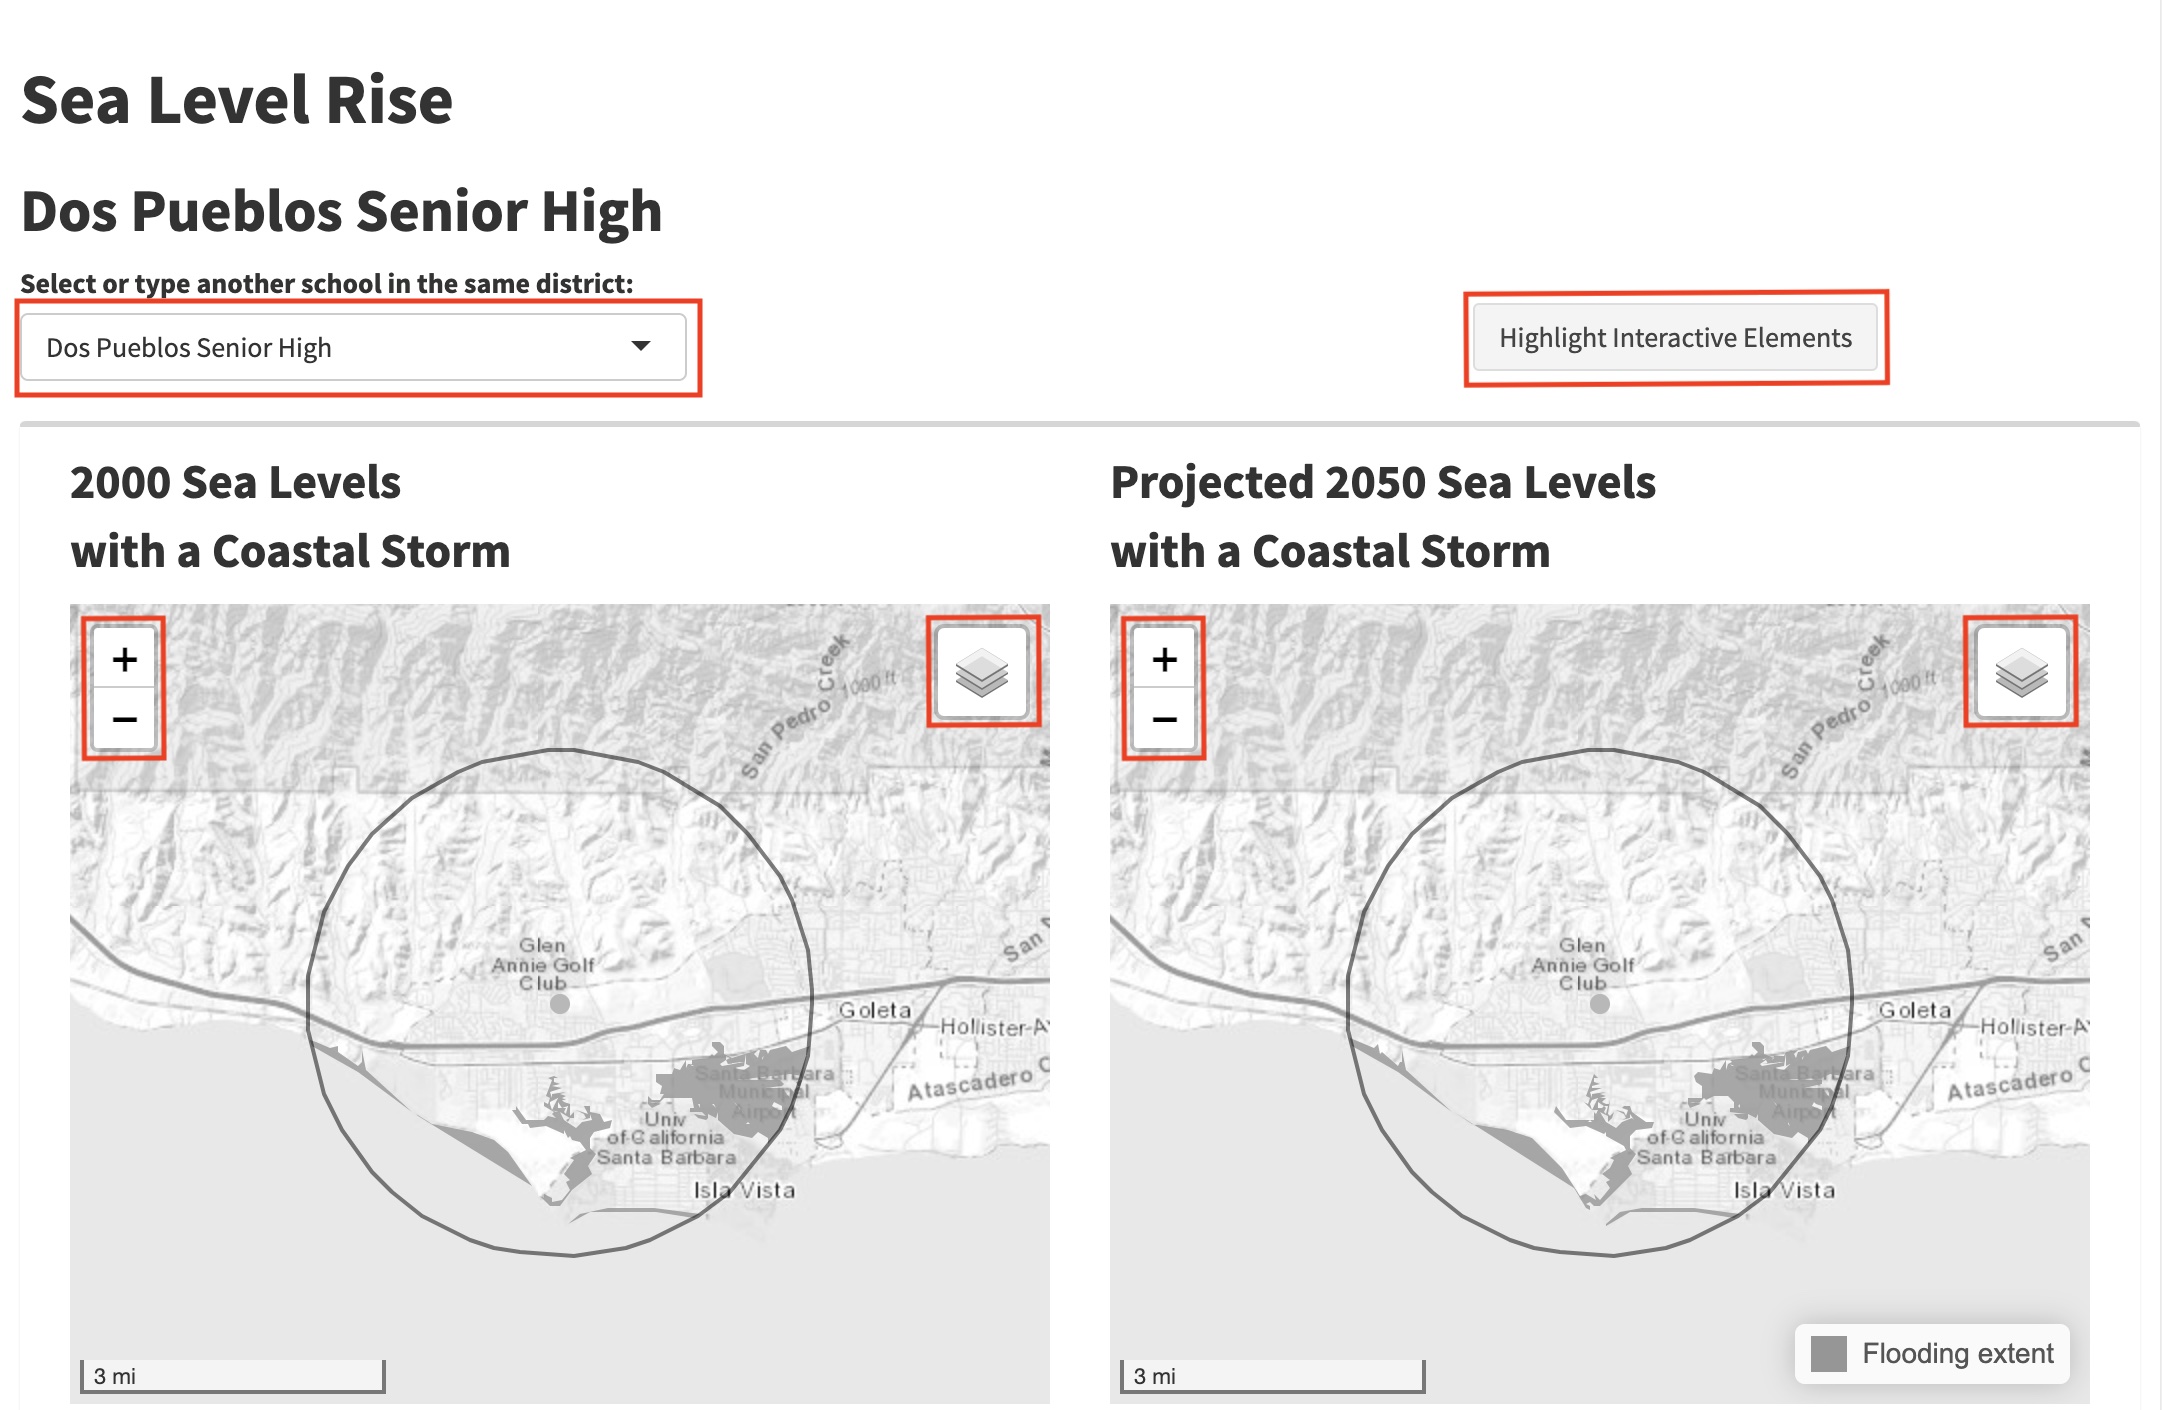 Sea Level Rise
Dos Pueblos Senior High
Select or type another school in the same district:
Dos Pueblos Senior High
Highlight Interactive Elements
2000 Sea Levels
with a Coastal Storm
+
−
San Pedro Creek
1000 ft
Glen
Annie Golf
Club
Goleta
Hollister-A
San
Santa Barbara
Municipal
Airport
Atascadero C
Univ
of California
Santa Barbara
Isla Vista
3 mi
Projected 2050 Sea Levels
with a Coastal Storm
+
−
San Pedro Creek
1000 ft
Glen
Annie Golf
Club
Goleta
Hollister-A
San
Santa Barbara
Municipal
Airport
Atascadero C
Univ
of California
Santa Barbara
Isla Vista
3 mi
Flooding extent